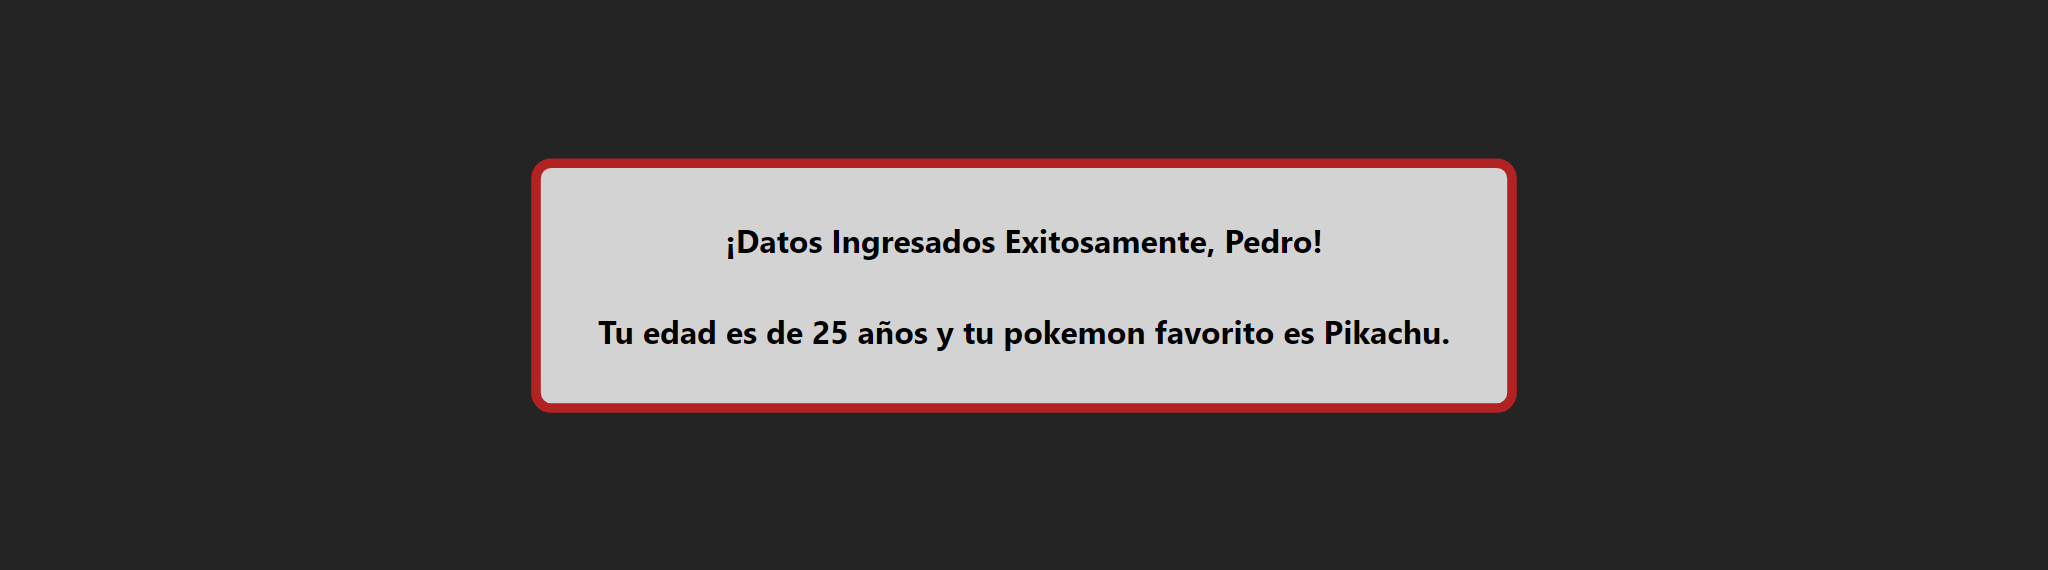 ¡Datos Ingresados Exitosamente, Pedro!
Tu edad es de 25 años y tu pokemon favorito es Pikachu.